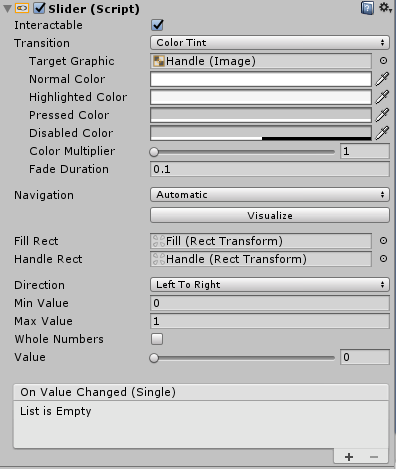 Slider (Script)
Interactable
Transition Color Tint
Target Graphic Handle (Image)
Normal Color
Highlighted Color
Pressed Color
Disabled Color
Color Multiplier 1
Fade Duration 0.1
Navigation Automatic
Visualize
Fill Rect Fill (Rect Transform)
Handle Rect Handle (Rect Transform)
Direction Left To Right
Min Value 0
Max Value 1
Whole Numbers
Value 0
On Value Changed (Single)
List is Empty